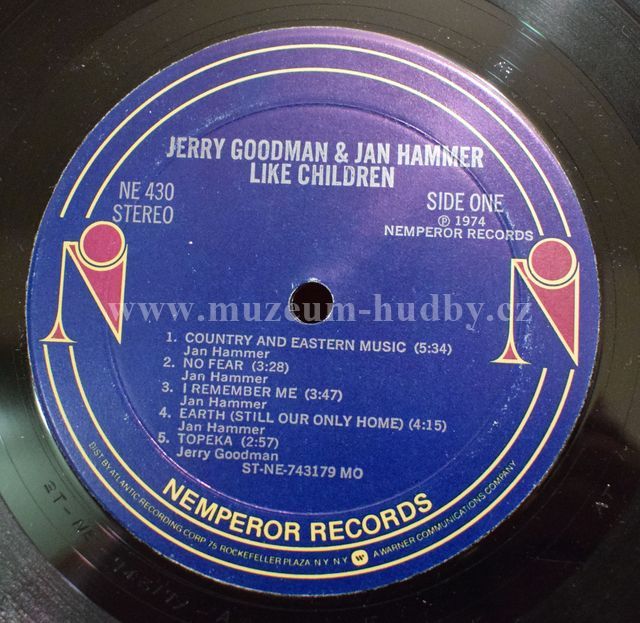 JERRY GOODMAN & JAN HAMMER
LIKE CHILDREN
NE 430
STEREO
SIDE ONE
℗ 1974
NEMPEROR RECORDS
www.muzeum-hudby.cz
1. COUNTRY AND EASTERN MUSIC (5:34)
Jan Hammer
2. NO FEAR (3:28)
Jan Hammer
3. I REMEMBER ME (3:47)
Jan Hammer
4. EARTH (STILL OUR ONLY HOME) (4:15)
Jan Hammer
5. TOPEKA (2:57)
Jerry Goodman
ST-NE-743179 MO
NEMPEROR RECORDS
DIST BY ATLANTIC RECORDING CORP 75 ROCKEFELLER PLAZA N Y N Y W A WARNER COMMUNICATIONS COMPANY